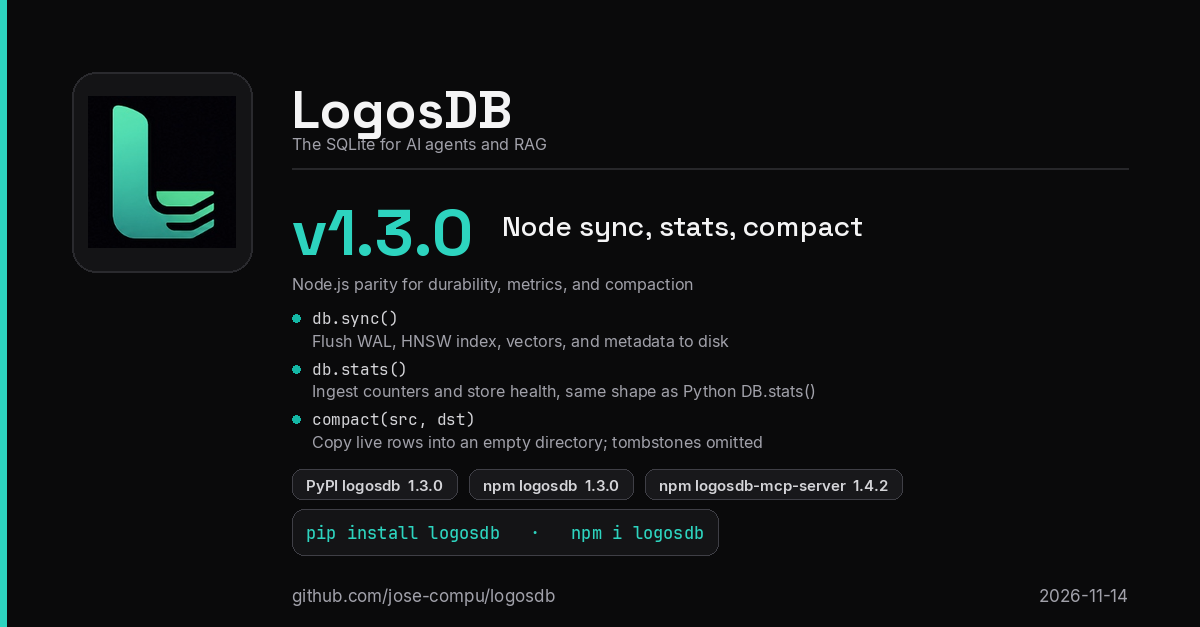 LogosDB
The SQLite for AI agents and RAG
v1.3.0 Node sync, stats, compact
Node.js parity for durability, metrics, and compaction
db.sync()
Flush WAL, HNSW index, vectors, and metadata to disk
db.stats()
Ingest counters and store health, same shape as Python DB.stats()
compact(src, dst)
Copy live rows into an empty directory; tombstones omitted
PyPI logosdb 1.3.0 npm logosdb 1.3.0 npm logosdb-mcp-server 1.4.2
pip install logosdb · npm i logosdb
github.com/jose-compu/logosdb 2026-11-14